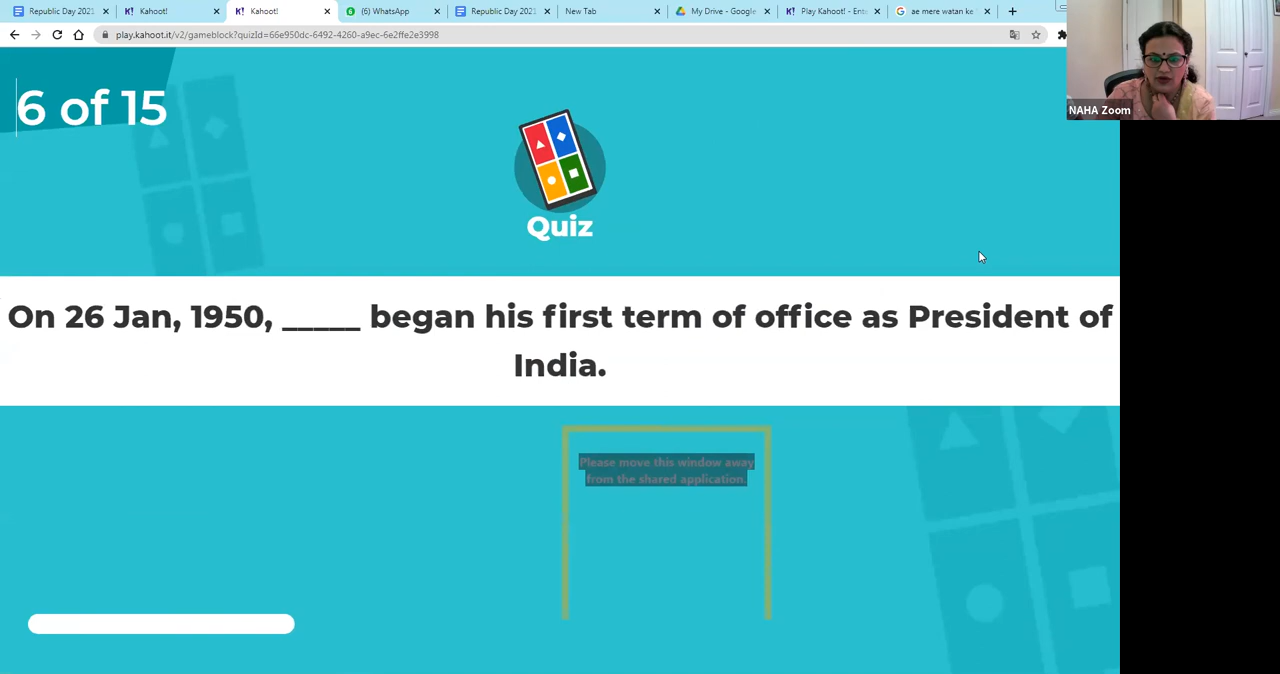 Republic Day 2021
Kahoot!
Kahoot!
(6) WhatsApp
Republic Day 2021
New Tab
My Drive - Google
Play Kahoot! - Ente
ae mere watan ke
play.kahoot.it/v2/gameblock?quizId=66e950dc-6492-4260-a9ec-6e2ffe2e3998
NAHA Zoom
6 of 15
Quiz
On 26 Jan, 1950, _____ began his first term of office as President of
India.
Please move this window away
from the shared application.